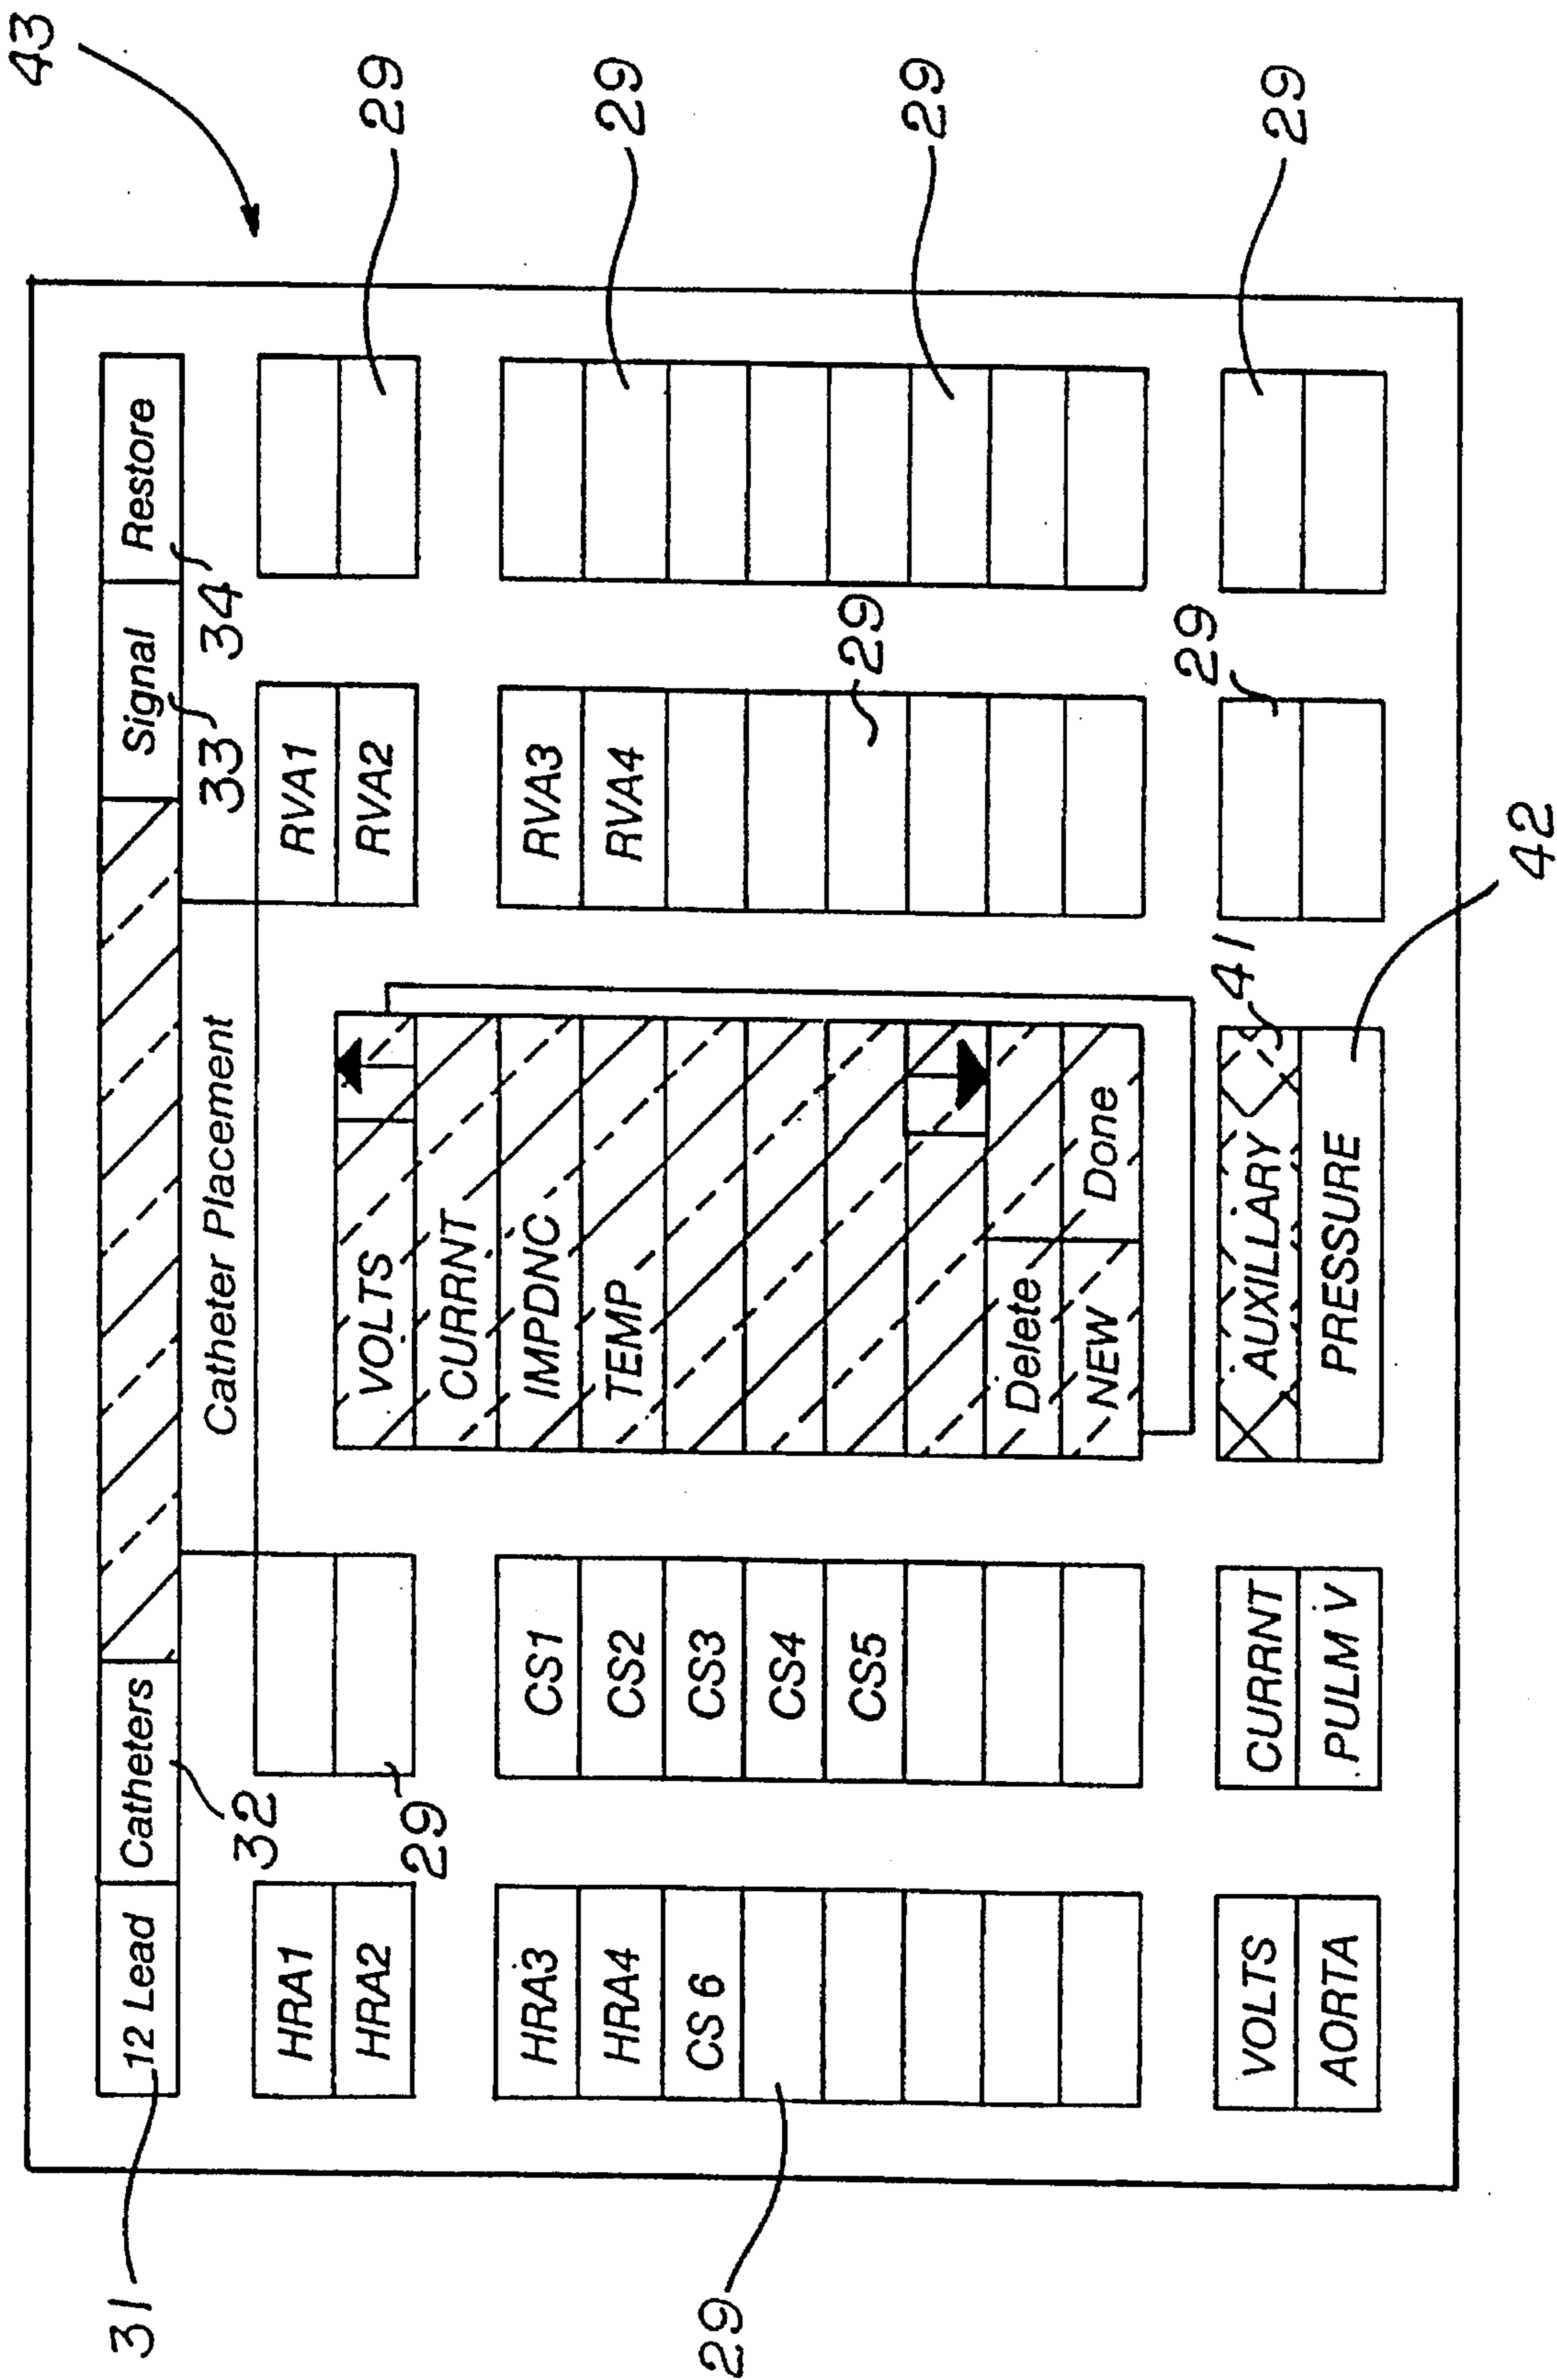 43
12 Lead Catheters Signal Restore
31
32
33
34
Catheter Placement
HRA1
HRA2
29
RVA1
RVA2
29
HRA3
HRA4
CS 6
29
CS1
CS2
CS3
CS4
CS5
VOLTS
CURRNT
IMPDNC
TEMP
Delete
NEW Done
RVA3
RVA4
29
29
29
VOLTS
AORTA
CURRNT
PULM V
AUXILLARY
PRESSURE
41
42
29
29